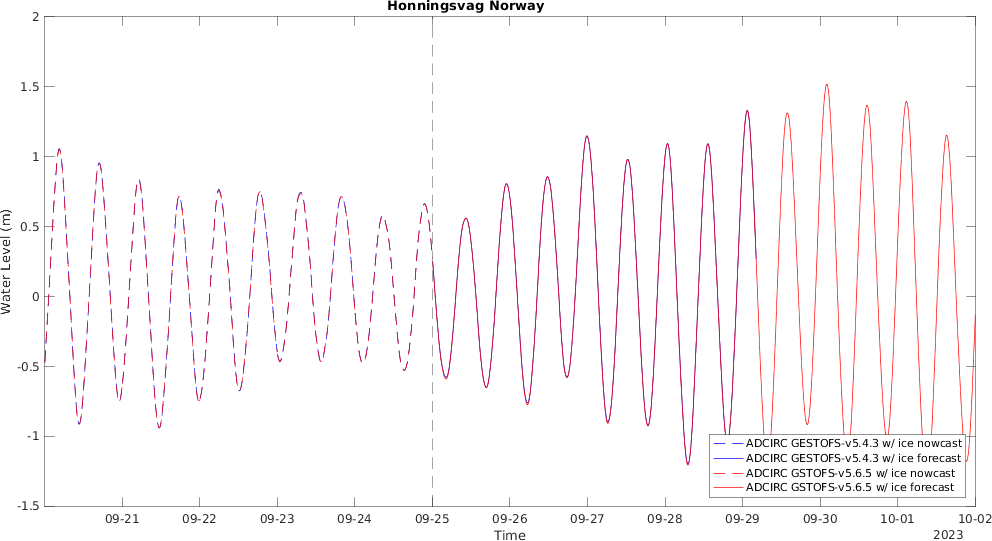 Honningsvag Norway
2
1.5
1
0.5
0
-0.5
-1
-1.5
Water Level (m)
ADCIRC GESTOFS-v5.4.3 w/ ice nowcast
ADCIRC GESTOFS-v5.4.3 w/ ice forecast
ADCIRC GSTOFS-v5.6.5 w/ ice nowcast
ADCIRC GSTOFS-v5.6.5 w/ ice forecast
09-21 09-22 09-23 09-24 09-25 09-26 09-27 09-28 09-29 09-30 10-01 10-02
Time
2023